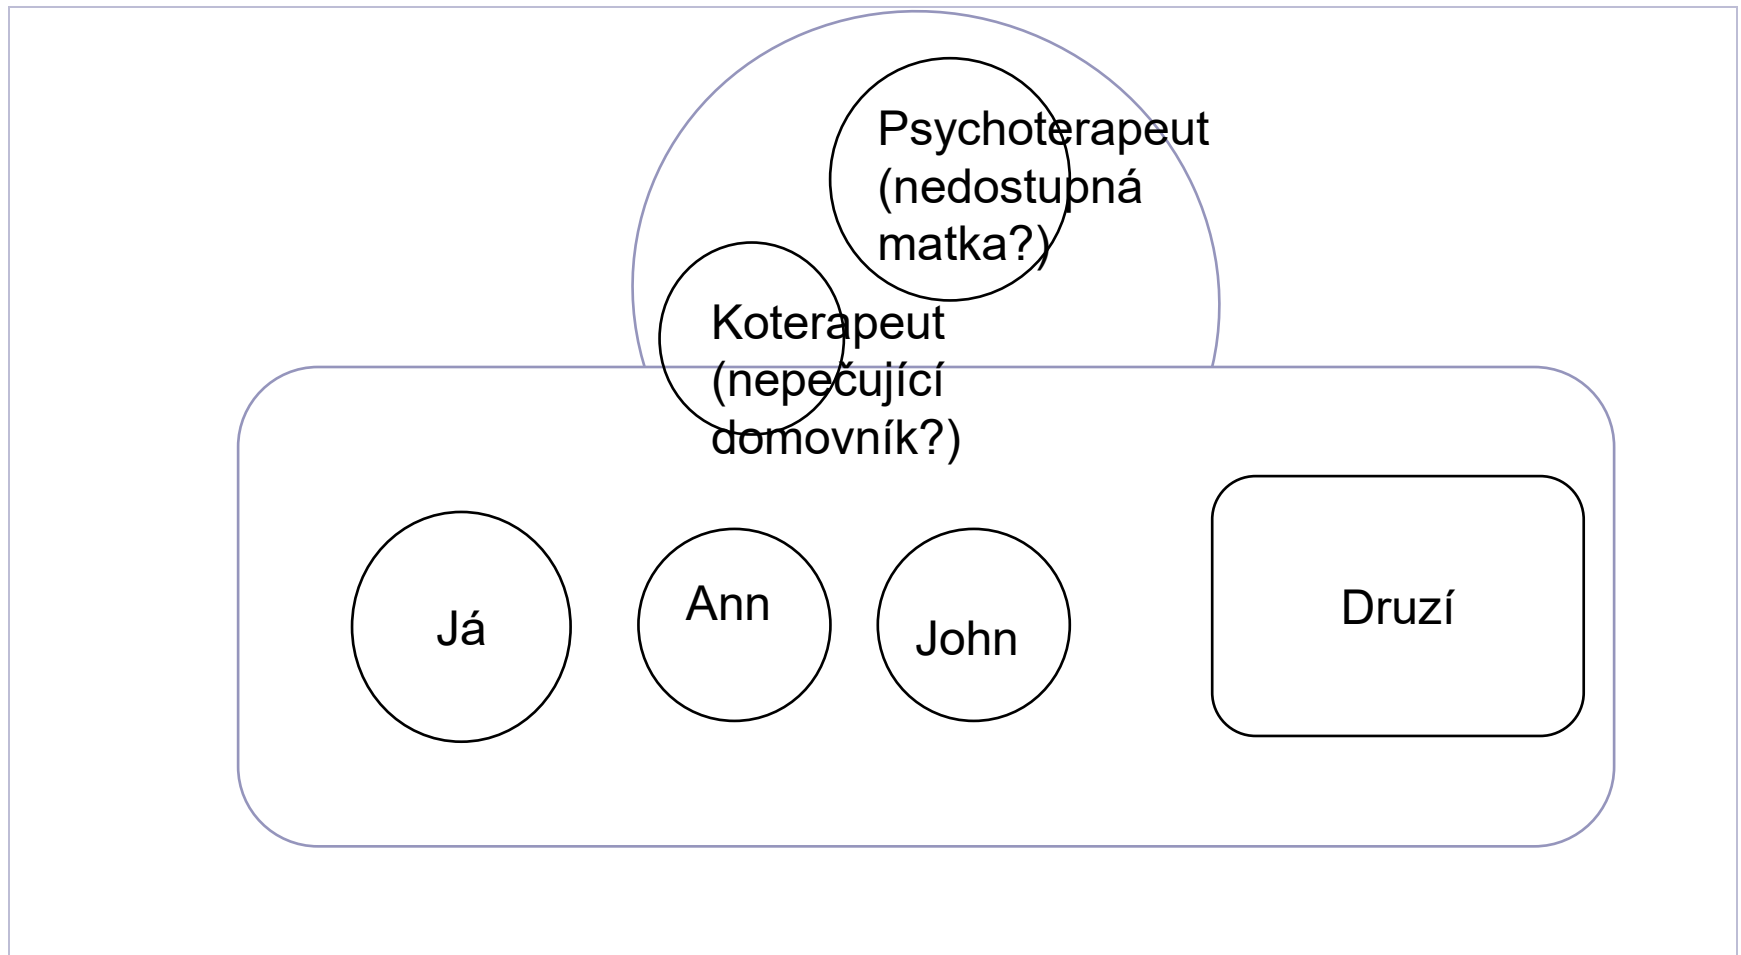 Psychoterapeut
(nedostupná
matka?)
Koterapeut
(nepečující
domovník?)
Já
Ann
John
Druzí